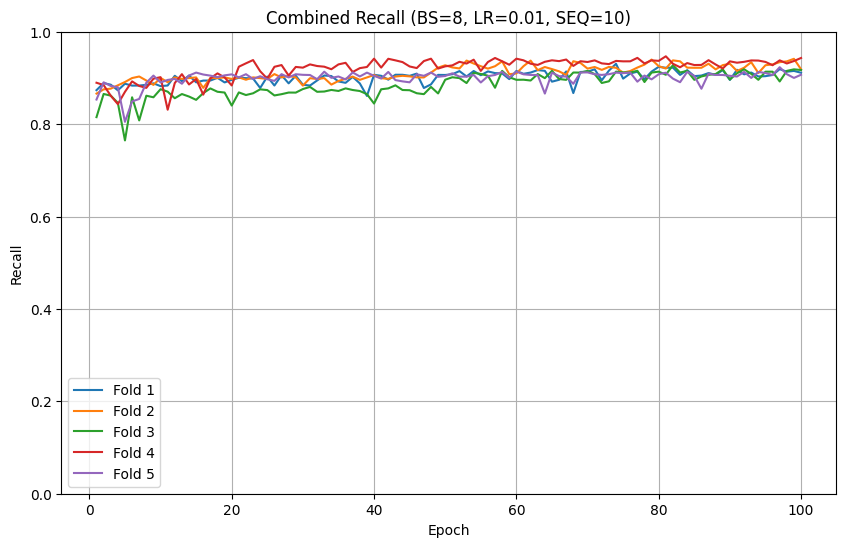 Combined Recall (BS=8, LR=0.01, SEQ=10)
Recall
1.0
0.8
0.6
0.4
0.2
0.0
Fold 1
Fold 2
Fold 3
Fold 4
Fold 5
0 20 40 60 80 100
Epoch